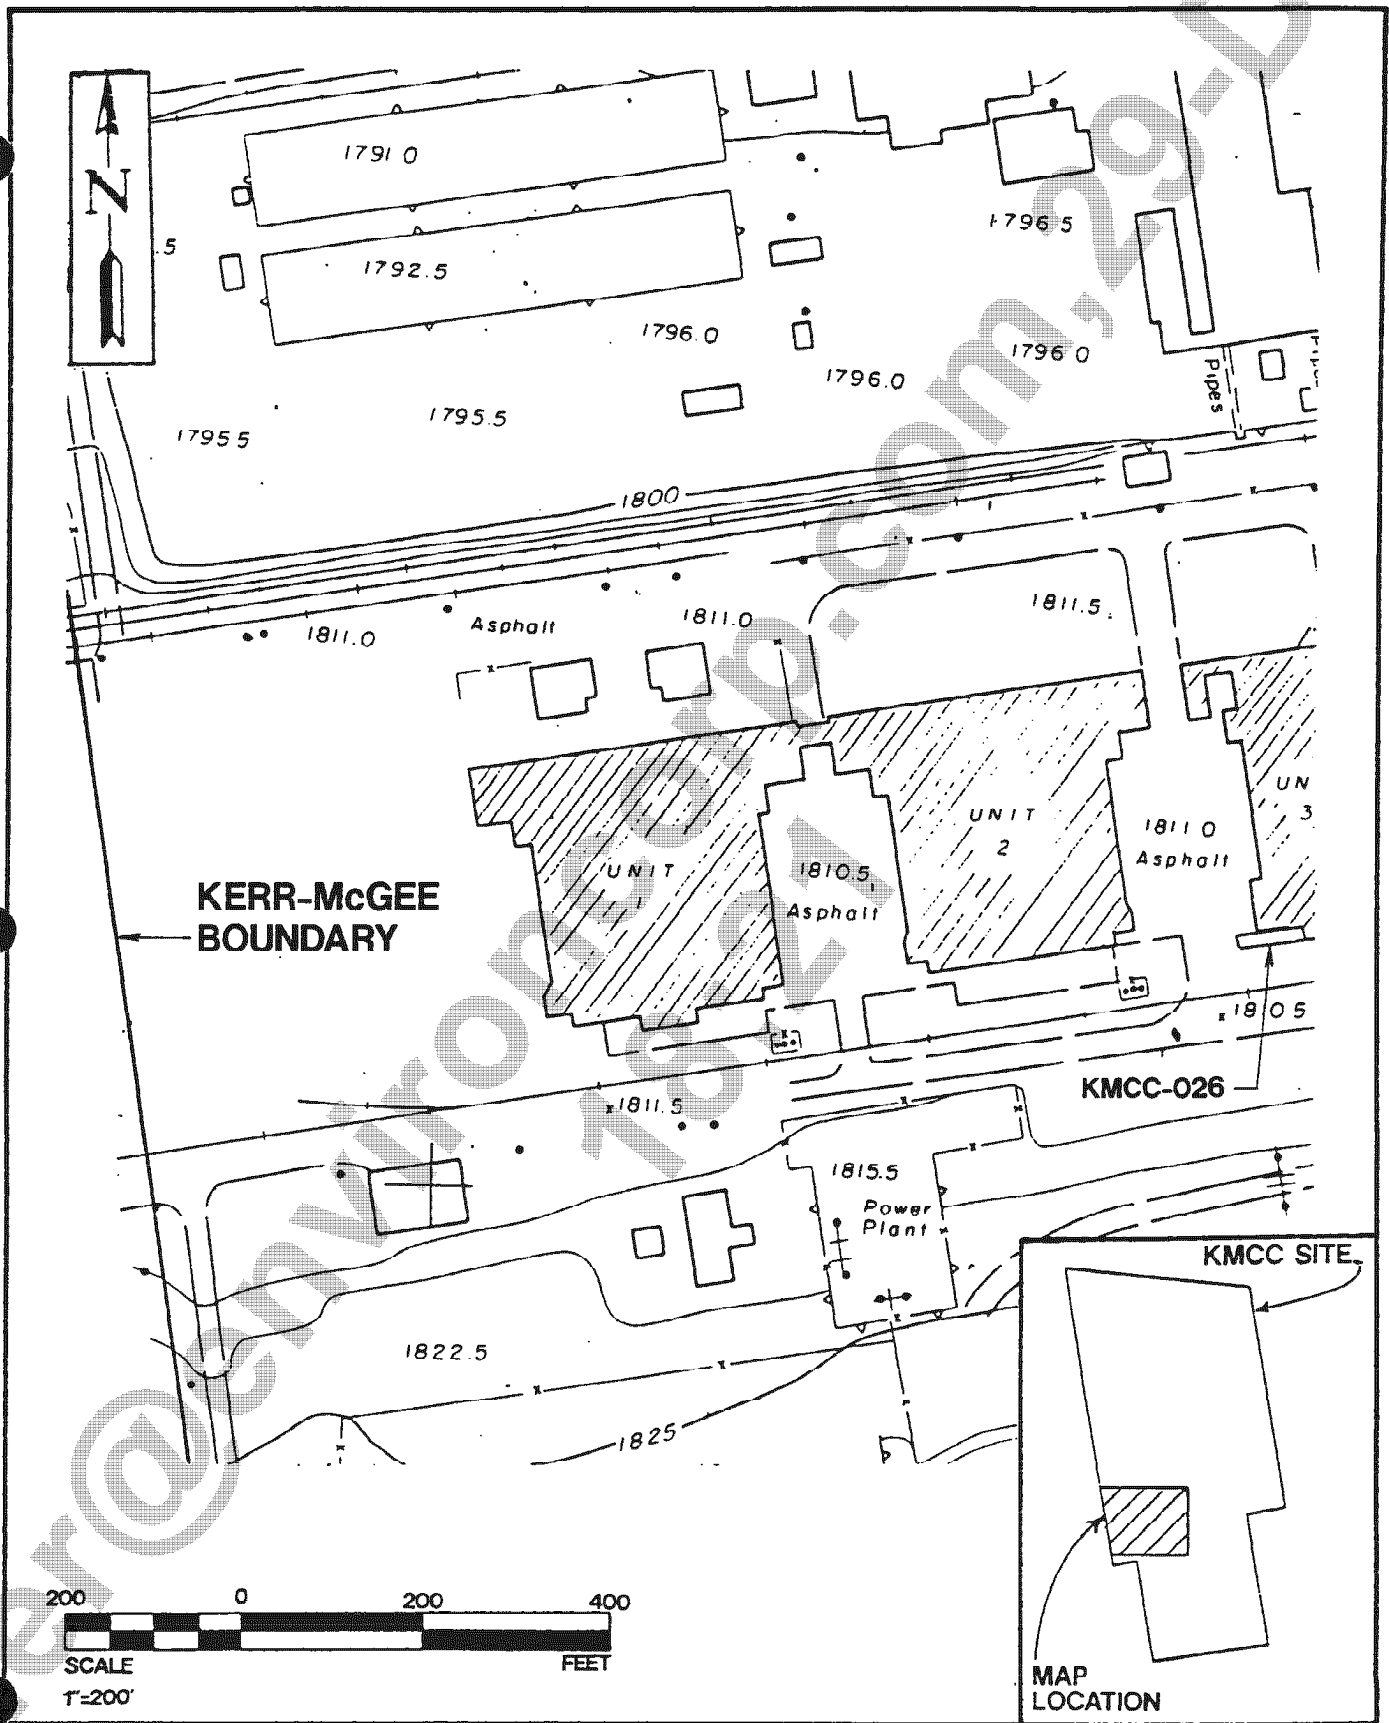 N
.5
1791.0
1792.5
1796.5
1796.0
1796.0
1796.0
1795.5
1795.5
Pipes
1800
1811.0
Asphalt
1811.0
1811.5
UNIT
1
UNIT
2
UN
3
1810.5
Asphalt
1811.0
Asphalt
KERR-McGEE
BOUNDARY
1810.5
KMCC-026
1811.5
1815.5
Power
Plant
1822.5
1825
KMCC SITE
MAP
LOCATION
200 0 200 400
SCALE FEET
1"=200'